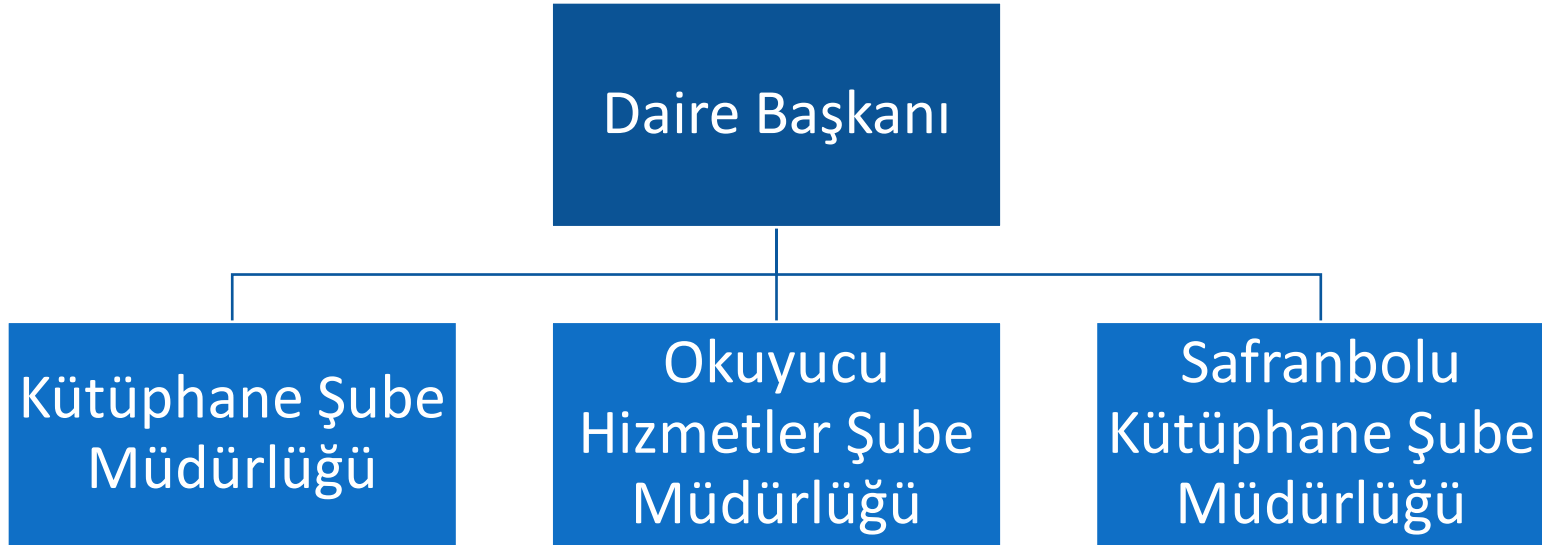 Daire Başkanı
Kütüphane Şube
Müdürlüğü
Okuyucu
Hizmetler Şube
Müdürlüğü
Safranbolu
Kütüphane Şube
Müdürlüğü